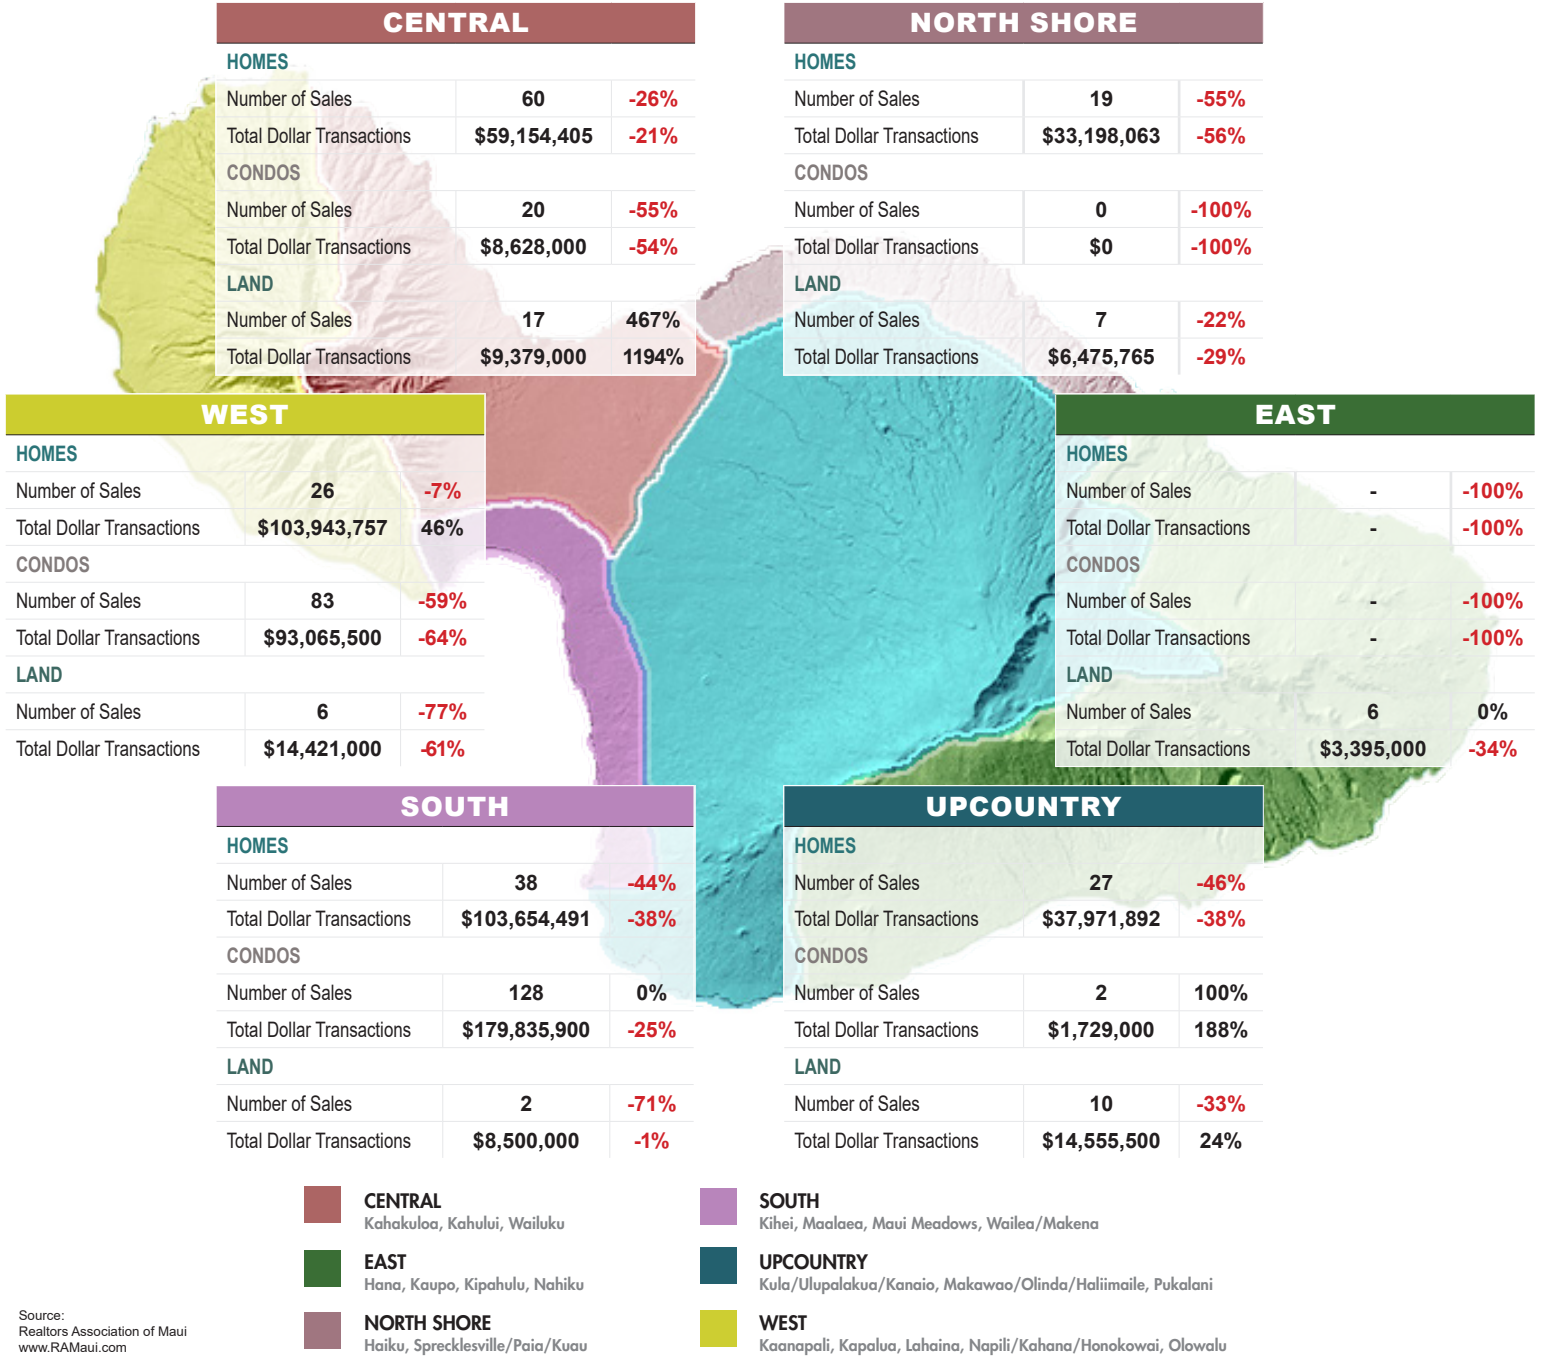 CENTRAL
HOMES
Number of Sales 60 -26%
Total Dollar Transactions $59,154,405 -21%
CONDOS
Number of Sales 20 -55%
Total Dollar Transactions $8,628,000 -54%
LAND
Number of Sales 17 467%
Total Dollar Transactions $9,379,000 1194%
NORTH SHORE
HOMES
Number of Sales 19 -55%
Total Dollar Transactions $33,198,063 -56%
CONDOS
Number of Sales 0 -100%
Total Dollar Transactions $0 -100%
LAND
Number of Sales 7 -22%
Total Dollar Transactions $6,475,765 -29%
WEST
HOMES
Number of Sales 26 -7%
Total Dollar Transactions $103,943,757 46%
CONDOS
Number of Sales 83 -59%
Total Dollar Transactions $93,065,500 -64%
LAND
Number of Sales 6 -77%
Total Dollar Transactions $14,421,000 -61%
EAST
HOMES
Number of Sales - -100%
Total Dollar Transactions - -100%
CONDOS
Number of Sales - -100%
Total Dollar Transactions - -100%
LAND
Number of Sales 6 0%
Total Dollar Transactions $3,395,000 -34%
SOUTH
HOMES
Number of Sales 38 -44%
Total Dollar Transactions $103,654,491 -38%
CONDOS
Number of Sales 128 0%
Total Dollar Transactions $179,835,900 -25%
LAND
Number of Sales 2 -71%
Total Dollar Transactions $8,500,000 -1%
UPCOUNTRY
HOMES
Number of Sales 27 -46%
Total Dollar Transactions $37,971,892 -38%
CONDOS
Number of Sales 2 100%
Total Dollar Transactions $1,729,000 188%
LAND
Number of Sales 10 -33%
Total Dollar Transactions $14,555,500 24%
CENTRAL
Kahakuloa, Kahului, Wailuku
EAST
Hana, Kaupo, Kipahulu, Nahiku
NORTH SHORE
Haiku, Sprecklesville/Paia/Kuau
SOUTH
Kihei, Maalaea, Maui Meadows, Wailea/Makena
UPCOUNTRY
Kula/Ulupalakua/Kanaio, Makawao/Olinda/Haliimaile, Pukalani
WEST
Kaanapali, Kapalua, Lahaina, Napili/Kahana/Honokowai, Olowalu
Source:
Realtors Association of Maui
www.RAMaui.com